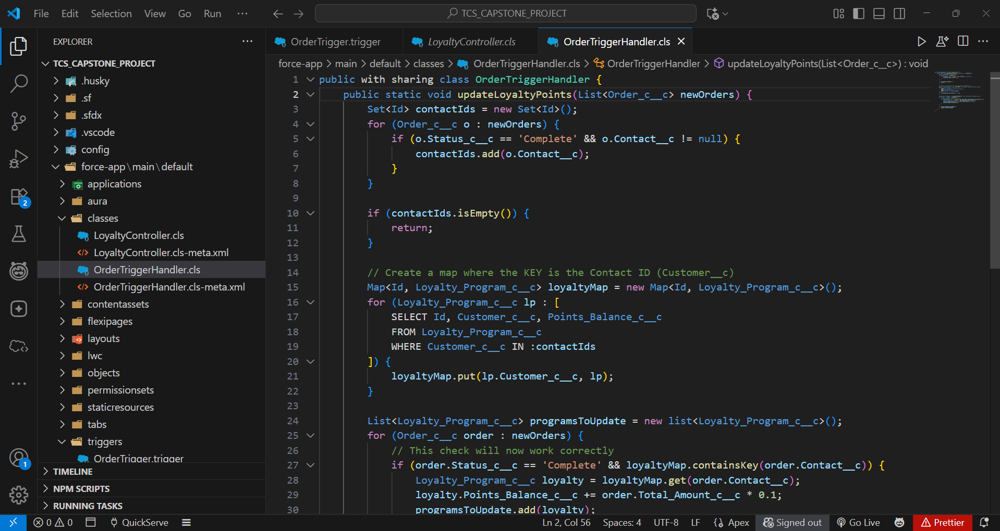 File Edit Selection View Go Run ···
TCS_CAPSTONE_PROJECT
EXPLORER
TCS_CAPSTONE_PROJECT
.husky
.sf
.sfdx
.vscode
config
force-app\main\default
applications
aura
classes
LoyaltyController.cls
LoyaltyController.cls-meta.xml
OrderTriggerHandler.cls
OrderTriggerHandler.cls-meta.xml
contentassets
flexipages
layouts
lwc
objects
permissionsets
staticresources
tabs
triggers
OrderTrigger.trigger
TIMELINE
NPM SCRIPTS
RUNNING TASKS
2
1
OrderTrigger.trigger LoyaltyController.cls OrderTriggerHandler.cls
force-app > main > default > classes > OrderTriggerHandler.cls > OrderTriggerHandler > updateLoyaltyPoints(List<Order_c__c>) : void
1 public with sharing class OrderTriggerHandler {
2 public static void updateLoyaltyPoints(List<Order_c__c> newOrders) {
3 Set<Id> contactIds = new Set<Id>();
4 for (Order_c__c o : newOrders) {
5 if (o.Status_c__c == 'Complete' && o.Contact__c != null) {
6 contactIds.add(o.Contact__c);
7 }
8 }
9
10 if (contactIds.isEmpty()) {
11 return;
12 }
13
14 // Create a map where the KEY is the Contact ID (Customer__c)
15 Map<Id, Loyalty_Program_c__c> loyaltyMap = new Map<Id, Loyalty_Program_c__c>();
16 for (Loyalty_Program_c__c lp : [
17 SELECT Id, Customer_c__c, Points_Balance_c__c
18 FROM Loyalty_Program_c__c
19 WHERE Customer_c__c IN :contactIds
20 ]) {
21 loyaltyMap.put(lp.Customer_c__c, lp);
22 }
23
24 List<Loyalty_Program_c__c> programsToUpdate = new list<Loyalty_Program_c__c>();
25 for (Order_c__c order : newOrders) {
26 // This check will now work correctly
27 if (order.Status_c__c == 'Complete' && loyaltyMap.containsKey(order.Contact__c)) {
28 Loyalty_Program_c__c loyalty = loyaltyMap.get(order.Contact__c);
29 loyalty.Points_Balance_c__c += order.Total_Amount_c__c * 0.1;
30 programsToUpdate.add(loyalty);
0 0 QuickServe Ln 2, Col 56 Spaces: 4 UTF-8 LF Apex Signed out Go Live Prettier